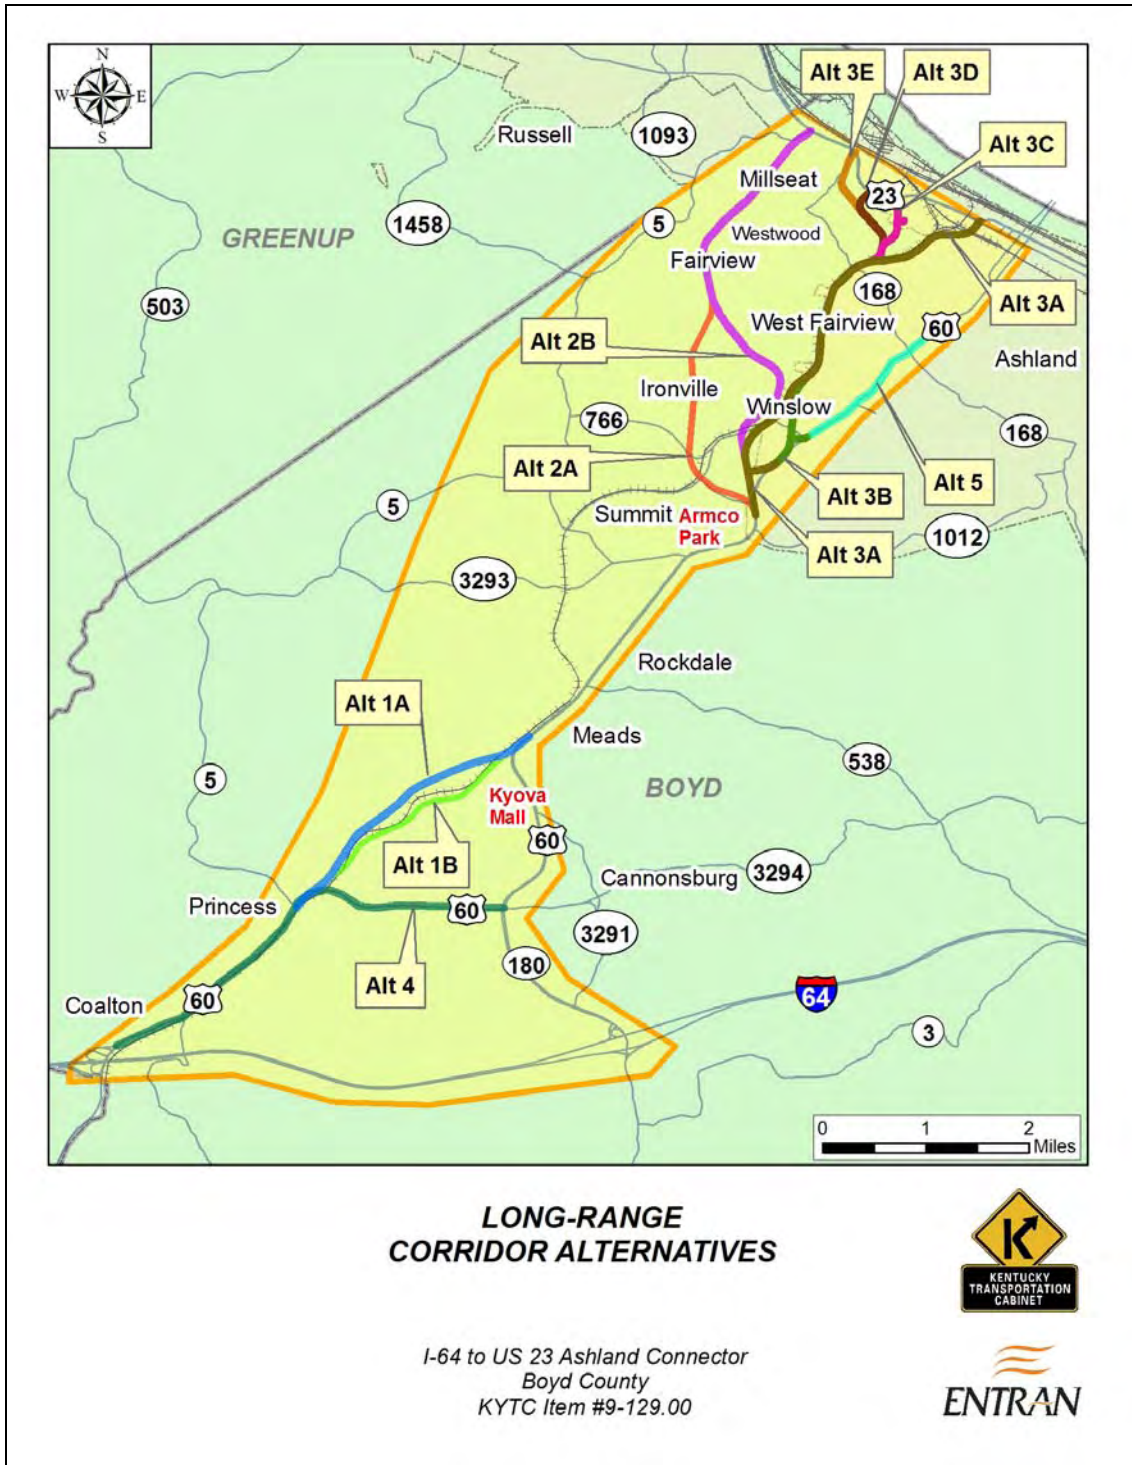 N
W
E
S
Alt 3E
Alt 3D
Russell
1093
Alt 3C
Millseat
23
1458
5
GREENUP
Westwood
Fairview
168
503
Alt 3A
West Fairview
60
Alt 2B
Ashland
Ironville
Winslow
766
168
Alt 2A
Alt 3B
Alt 5
5
Summit
Armco
Park
1012
Alt 3A
3293
Rockdale
Alt 1A
Meads
538
5
BOYD
Kyova
Mall
60
Alt 1B
3294
Cannonsburg
Princess
60
3291
180
Alt 4
60
64
Coalton
3
0
1
2
Miles
LONG-RANGE
CORRIDOR ALTERNATIVES
KENTUCKY
TRANSPORTATION
CABINET
I-64 to US 23 Ashland Connector
Boyd County
KYTC Item #9-129.00
ENTRAN